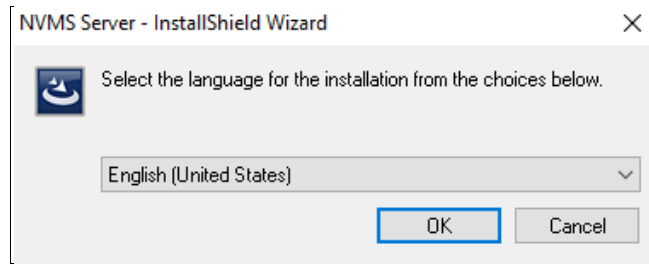 NVMS Server - InstallShield Wizard
Select the language for the installation from the choices below.
English (United States)
OK
Cancel